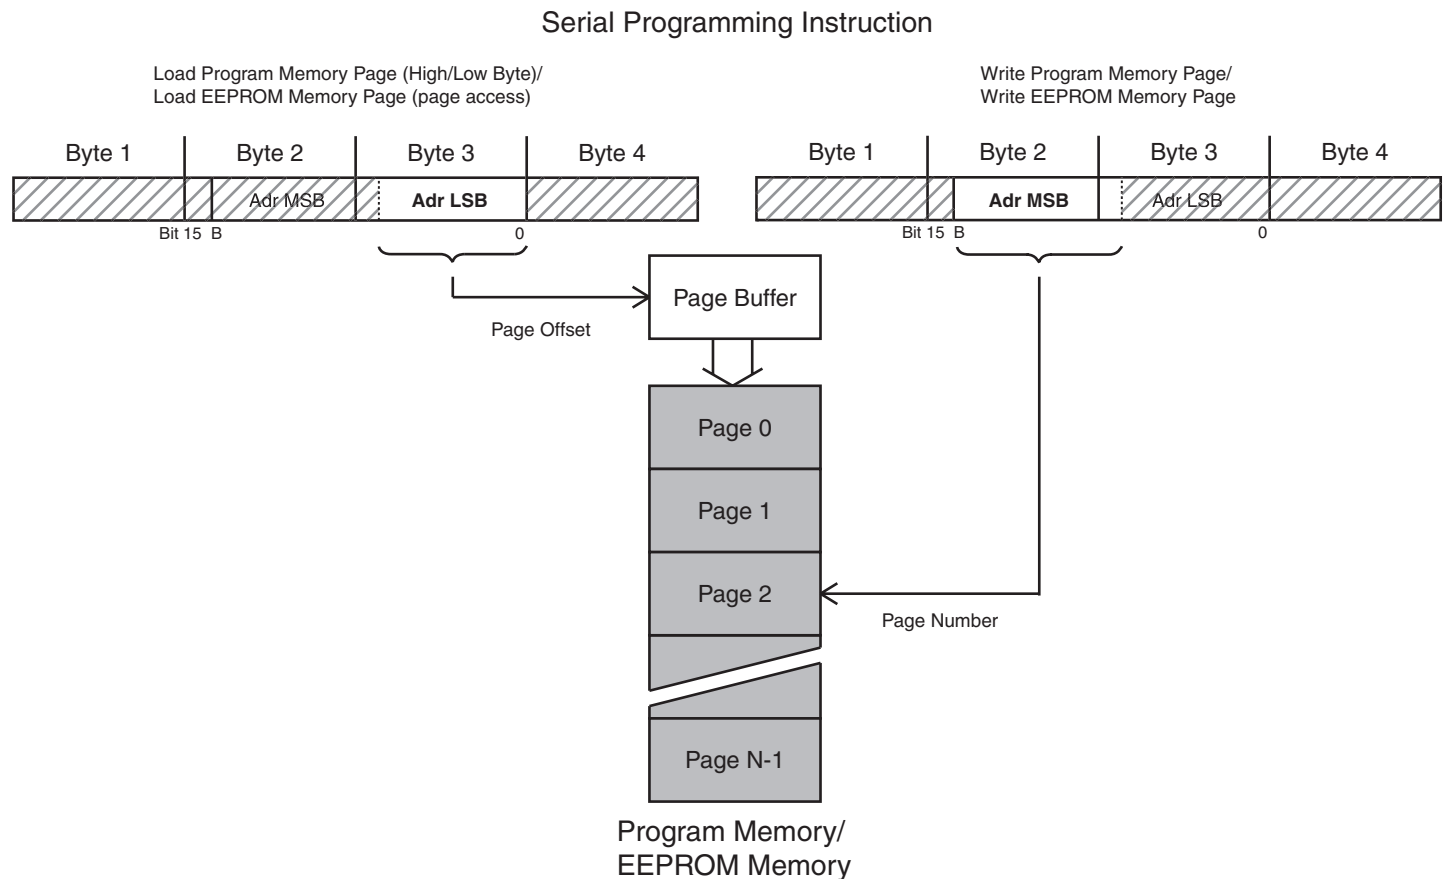 Serial Programming Instruction
Load Program Memory Page (High/Low Byte)/
Load EEPROM Memory Page (page access)
Write Program Memory Page/
Write EEPROM Memory Page
Byte 1 Byte 2 Byte 3 Byte 4
Adr MSB Adr LSB
Bit 15 B 0
Byte 1 Byte 2 Byte 3 Byte 4
Adr MSB Adr LSB
Bit 15 B 0
Page Buffer
Page Offset
Page 0
Page 1
Page 2
Page Number
Page N-1
Program Memory/
EEPROM Memory